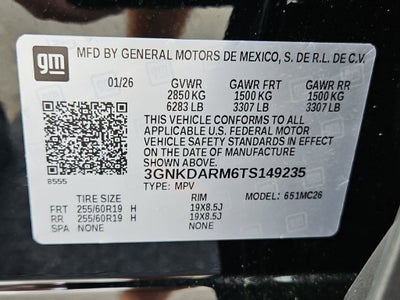 gm
MFD BY GENERAL MOTORS DE MEXICO, S. DE R.L. DE C.V.
01/26 GVWR GAWR FRT GAWR RR
2850 KG 1500 KG 1500 KG
6283 LB 3307 LB 3307 LB
THIS VEHICLE CONFORMS TO ALL
APPLICABLE U.S. FEDERAL MOTOR
VEHICLE SAFETY STANDARDS
IN EFFECT ON THE
DATE OF MANUFACTURE SHOWN ABOVE.
3GNKDARM6TS149235
8555 TYPE: MPV MODEL: 651MC26
TIRE SIZE RIM
FRT 255/60R19 H 19X8.5J
RR 255/60R19 H 19X8.5J
SPA NONE NONE